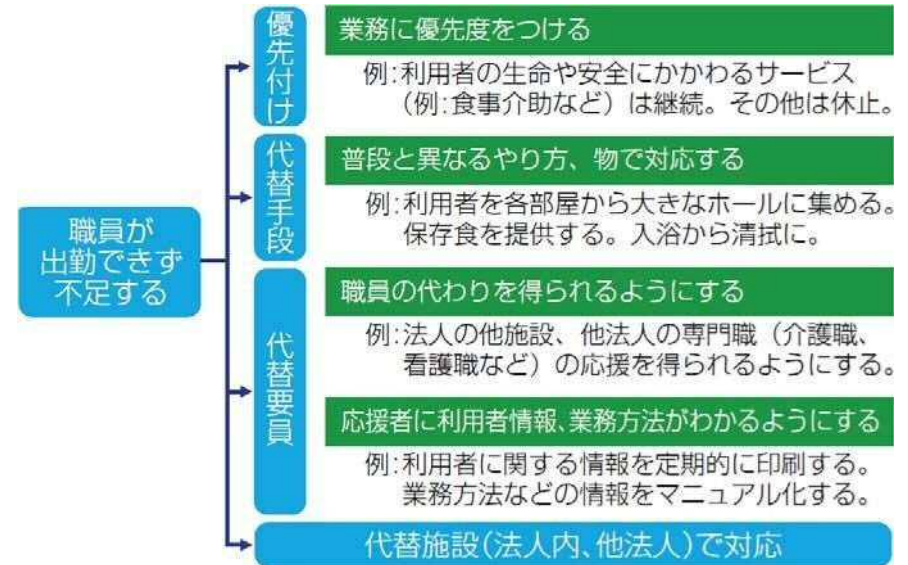 職員が
出勤できず
不足する
優先付け
業務に優先度をつける
例:利用者の生命や安全にかかわるサービス
(例:食事介助など)は継続。その他は休止。
代替手段
普段と異なるやり方、物で対応する
例:利用者を各部屋から大きなホールに集める。
保存食を提供する。入浴から清拭に。
代替要員
職員の代わりを得られるようにする
例:法人の他施設、他法人の専門職(介護職、
看護職など)の応援を得られるようにする。
応援者に利用者情報、業務方法がわかるようにする
例:利用者に関する情報を定期的に印刷する。
業務方法などの情報をマニュアル化する。
代替施設(法人内、他法人)で対応